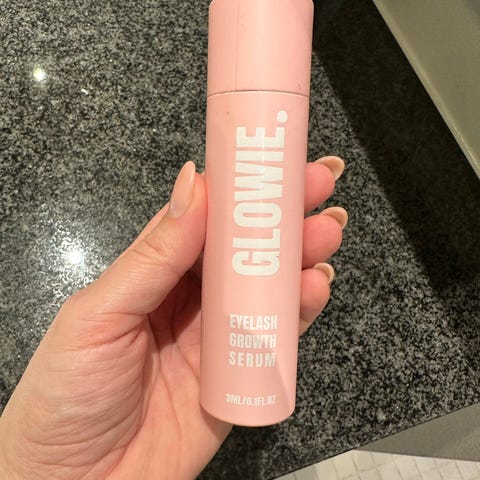 GLOWIE.
EYELASH
GROWTH
SERUM
3ML/0.1FL.OZ